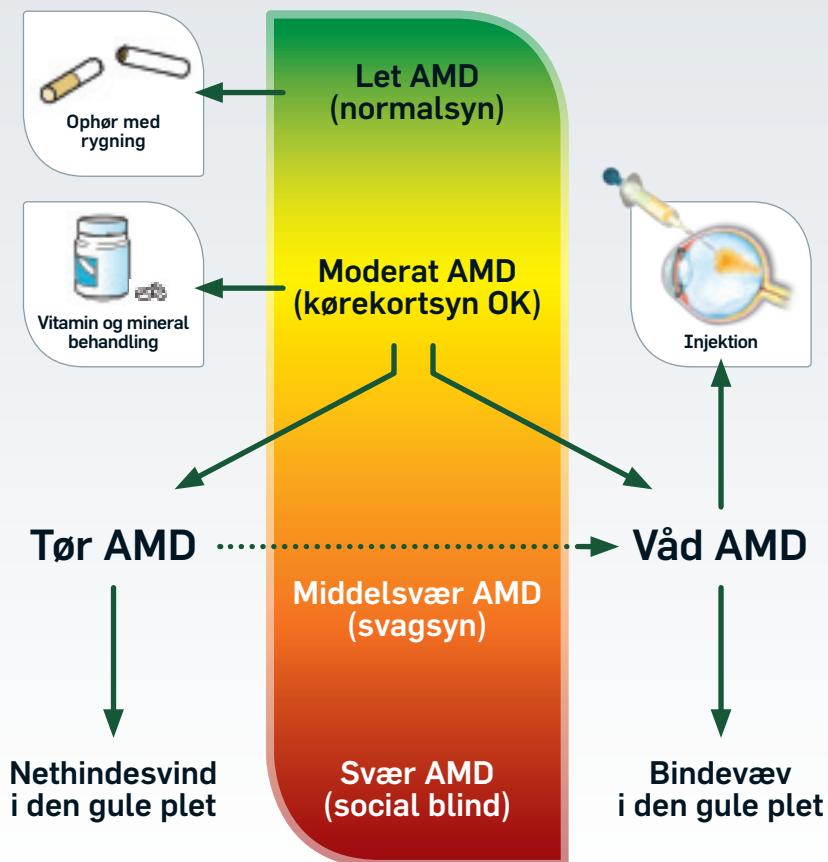 Let AMD
(normalsyn)
Ophør med
rygning
Moderat AMD
(kørekortsyn OK)
Vitamin og mineral
behandling
Injektion
Tør AMD
Våd AMD
Middelsvær AMD
(svagsyn)
Nethindesvind
i den gule plet
Svær AMD
(social blind)
Bindevæv
i den gule plet